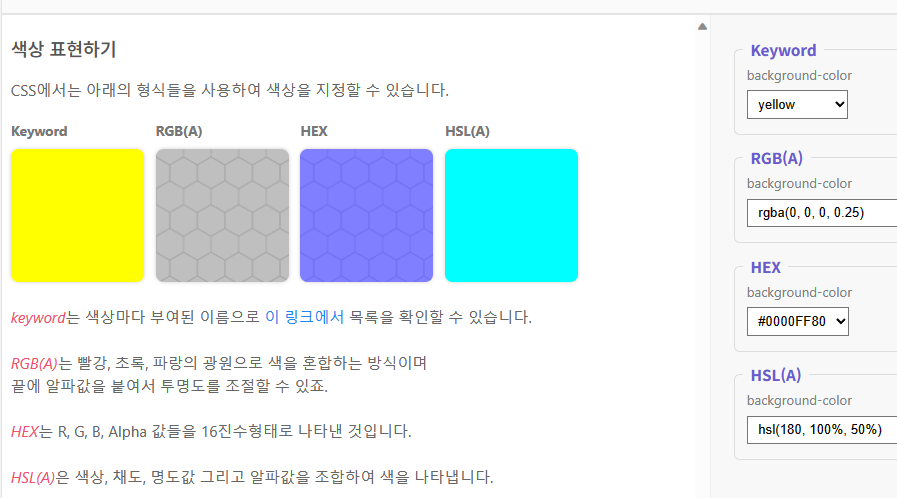 색상 표현하기
CSS에서는 아래의 형식들을 사용하여 색상을 지정할 수 있습니다.
Keyword RGB(A) HEX HSL(A)
keyword는 색상마다 부여된 이름으로 이 링크에서 목록을 확인할 수 있습니다.
RGB(A)는 빨강, 초록, 파랑의 광원으로 색을 혼합하는 방식이며
끝에 알파값을 붙여서 투명도를 조절할 수 있죠.
HEX는 R, G, B, Alpha 값들을 16진수형태로 나타낸 것입니다.
HSL(A)은 색상, 채도, 명도값 그리고 알파값을 조합하여 색을 나타냅니다.
Keyword
background-color
yellow
RGB(A)
background-color
rgba(0, 0, 0, 0.25)
HEX
background-color
#0000FF80
HSL(A)
background-color
hsl(180, 100%, 50%)